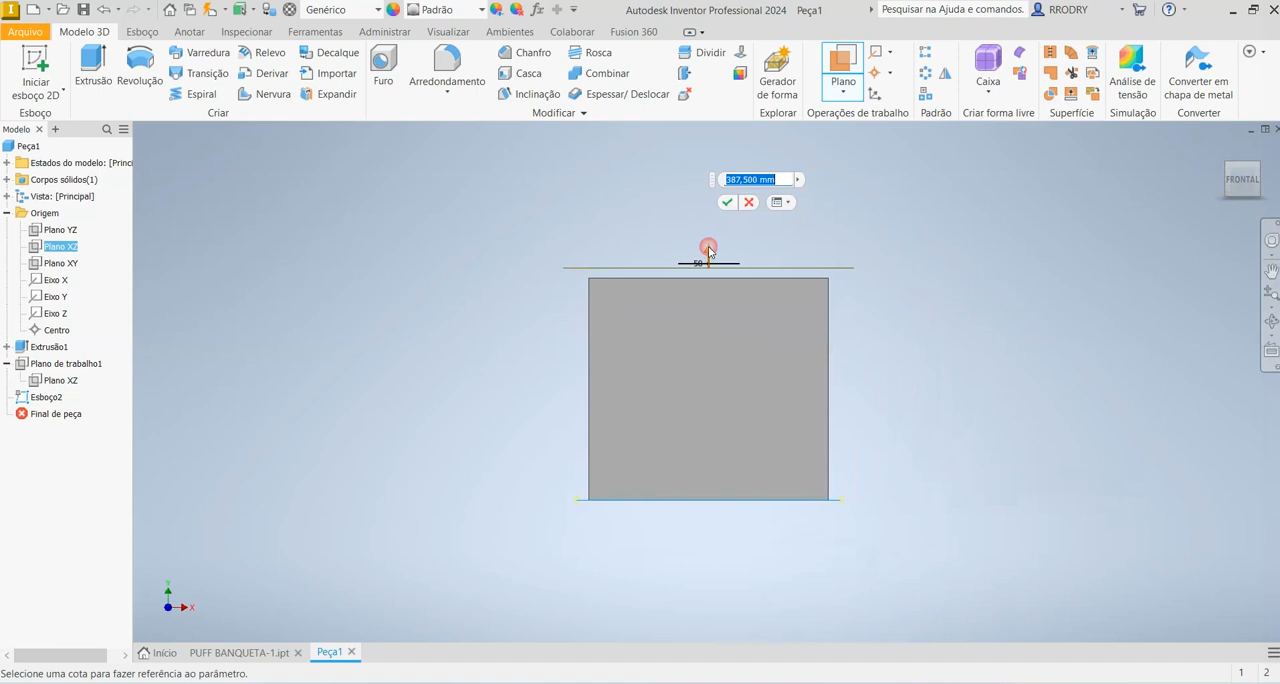 Genérico
Padrão
Autodesk Inventor Professional 2024
Peça1
Pesquisar na Ajuda e comandos.
RRODRY
Arquivo
Modelo 3D
Esboço
Anotar
Inspecionar
Ferramentas
Administrar
Visualizar
Ambientes
Colaborar
Fusion 360
Iniciar
esboço 2D
Extrusão
Revolução
Varredura
Transição
Espiral
Relevo
Derivar
Nervura
Decalque
Importar
Expandir
Furo
Arredondamento
Chanfro
Casca
Inclinação
Rosca
Combinar
Espessar/ Deslocar
Dividir
Gerador
de forma
Plano
Caixa
Análise de
tensão
Converter em
chapa de metal
Esboço
Criar
Modificar
Explorar
Operações de trabalho
Padrão
Criar forma livre
Superfície
Simulação
Converter
Modelo
Peça1
Estados do modelo: [Princi
Corpos sólidos(1)
Vista: [Principal]
Origem
Plano YZ
Plano XZ
Plano XY
Eixo X
Eixo Y
Eixo Z
Centro
Extrusão1
Plano de trabalho1
Plano XZ
Esboço2
Final de peça
387,500 mm
50
FRONTAL
Y
X
Início
PUFF BANQUETA-1.ipt
Peça1
Selecione uma cota para fazer referência ao parâmetro.
1
2